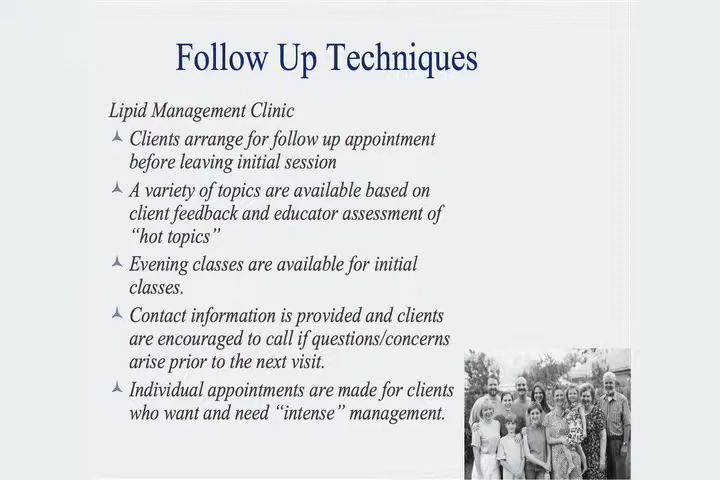 Follow Up Techniques
Lipid Management Clinic
Clients arrange for follow up appointment
before leaving initial session
A variety of topics are available based on
client feedback and educator assessment of
“hot topics”
Evening classes are available for initial
classes.
Contact information is provided and clients
are encouraged to call if questions/concerns
arise prior to the next visit.
Individual appointments are made for clients
who want and need “intense” management.